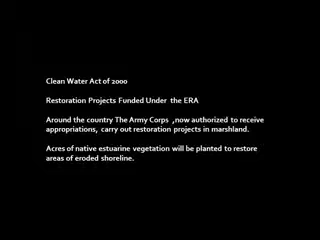 Clean Water Act of 2000
Restoration Projects Funded Under the ERA
Around the country The Army Corps ,now authorized to receive
appropriations, carry out restoration projects in marshland.
Acres of native estuarine vegetation will be planted to restore
areas of eroded shoreline.